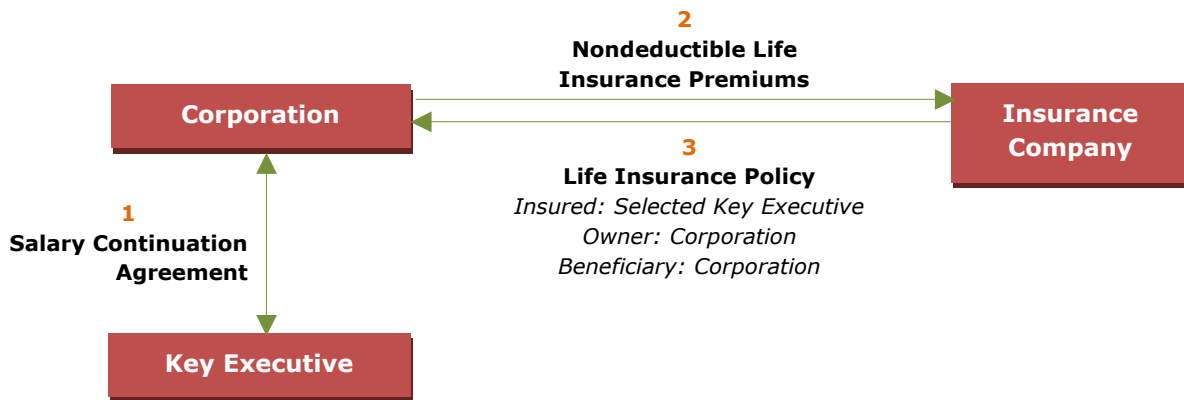 2
Nondeductible Life
Insurance Premiums
Corporation
Insurance
Company
3
Life Insurance Policy
Insured: Selected Key Executive
Owner: Corporation
Beneficiary: Corporation
1
Salary Continuation
Agreement
Key Executive